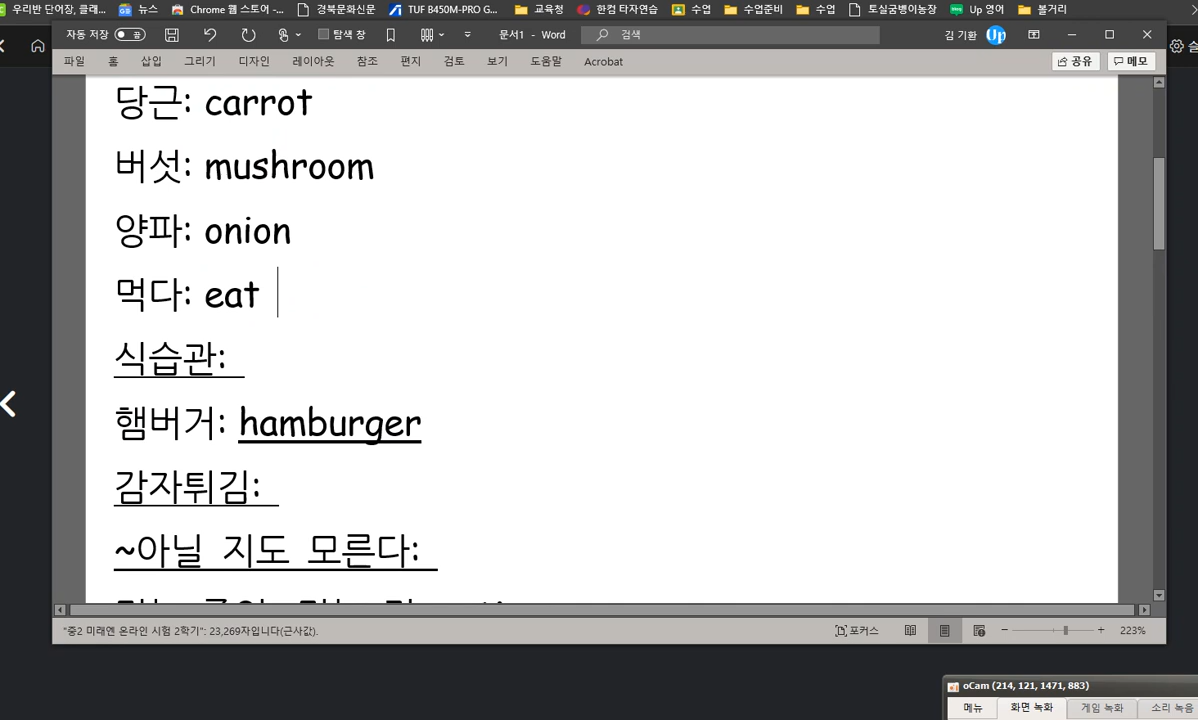 우리반 단어장, 클래... 뉴스 Chrome 웹 스토어 -... 경북문화신문 TUF B450M-PRO G... 교육청 한컴 타자연습 수업 수업준비 수업 토실굼벵이농장 Up 영어 볼거리
자동 저장 끔 탐색 창 문서1 - Word 검색 김 기환 Up
파일 홈 삽입 그리기 디자인 레이아웃 참조 편지 검토 보기 도움말 Acrobat 공유 메모
당근: carrot
버섯: mushroom
양파: onion
먹다: eat
식습관:
햄버거: hamburger
감자튀김:
~아닐 지도 모른다:
"중2 미래엔 온라인 시험 2학기": 23,269자입니다(근사값). 포커스 223%
oCam (214, 121, 1471, 883)
메뉴 화면 녹화 게임 녹화 소리 녹음